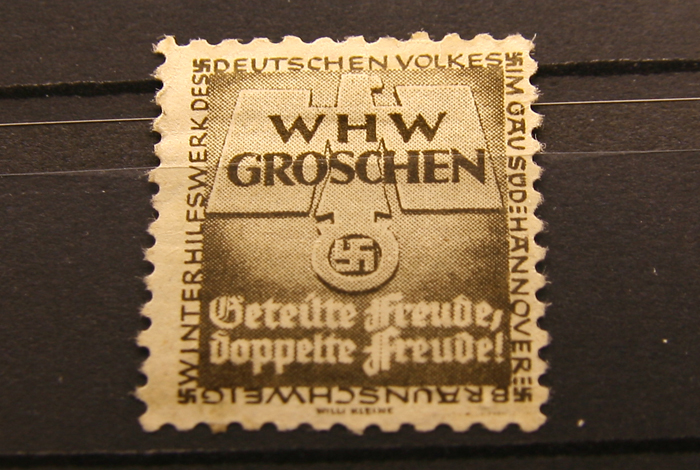 WINTERHILFSWERK DES
DEUTSCHEN VOLKES
IM GAU SÜDHANNOVER
BRAUNSCHWEIG
WHW
GROSCHEN
Geteilte Freude,
doppelte Freude!
WILLI KLEINE